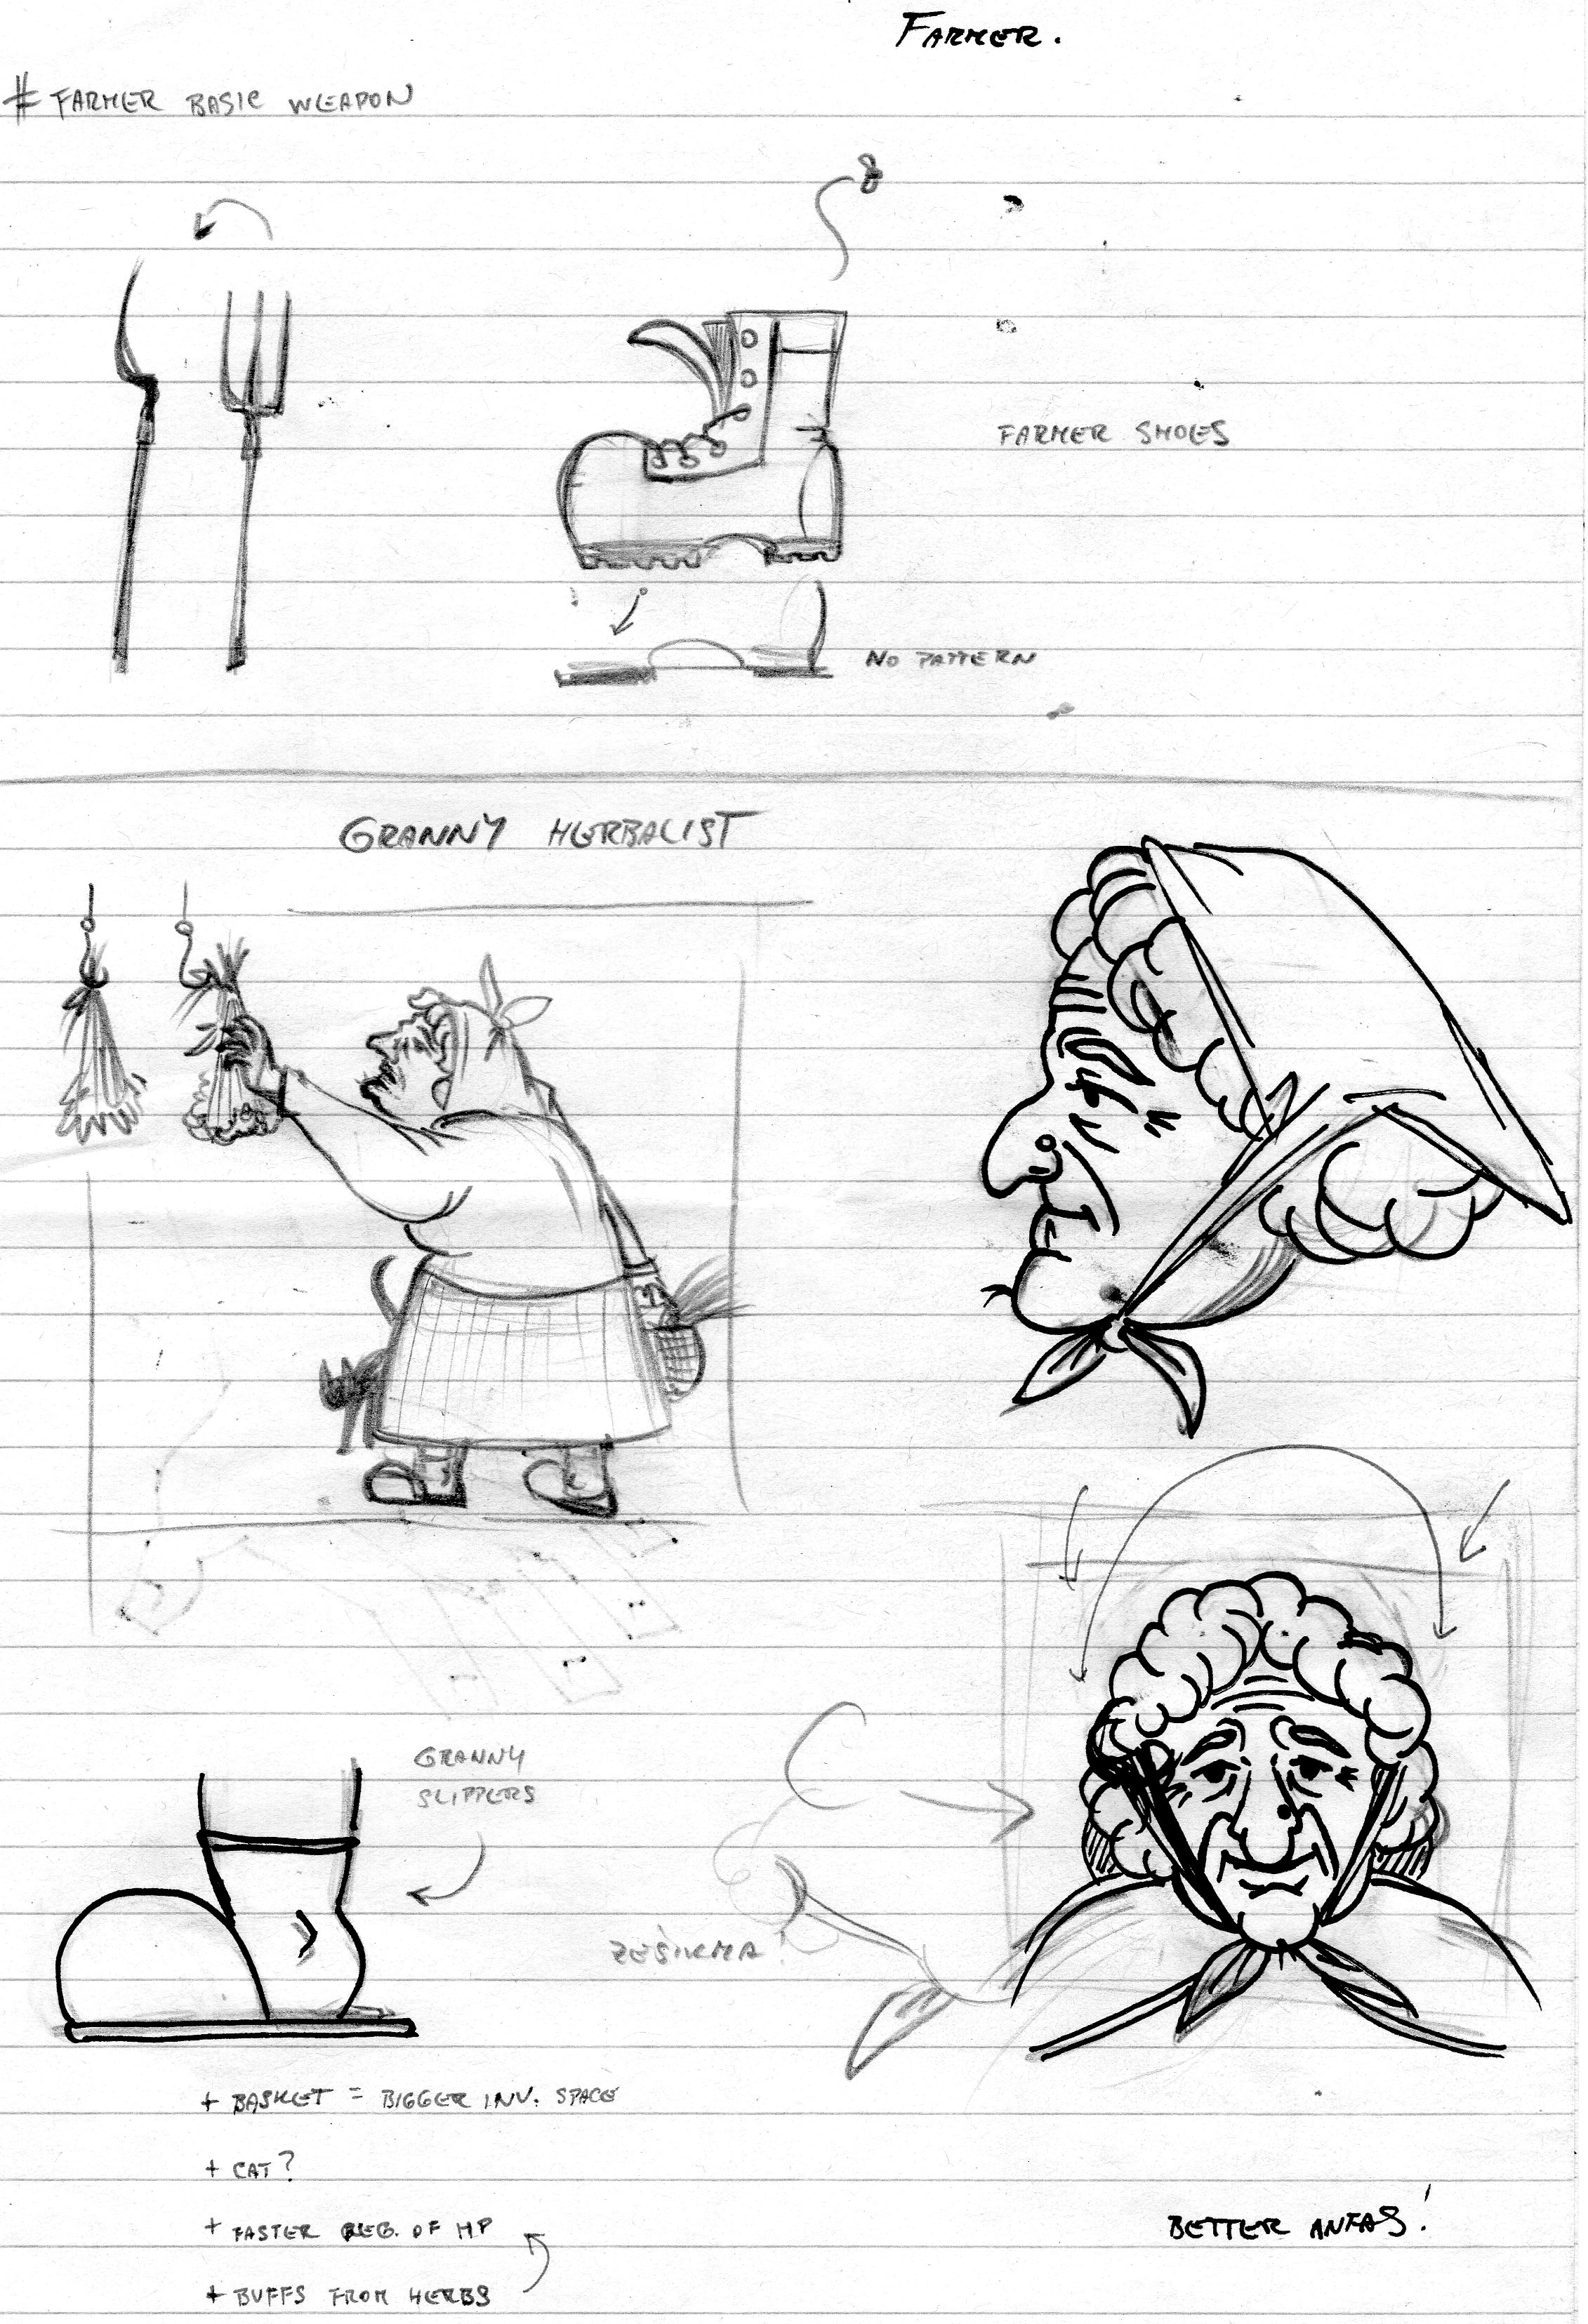 FARMER.
# FARMER BASIC WEAPON
FARMER SHOES
NO PATTERN
GRANNY HERBALIST
GRANNY
SLIPPERS
+ BASKET = BIGGER INV. SPACE
+ CAT?
+ FASTER REG. OF HP
+ BUFFS FROM HERBS
BETTER ANFAS!